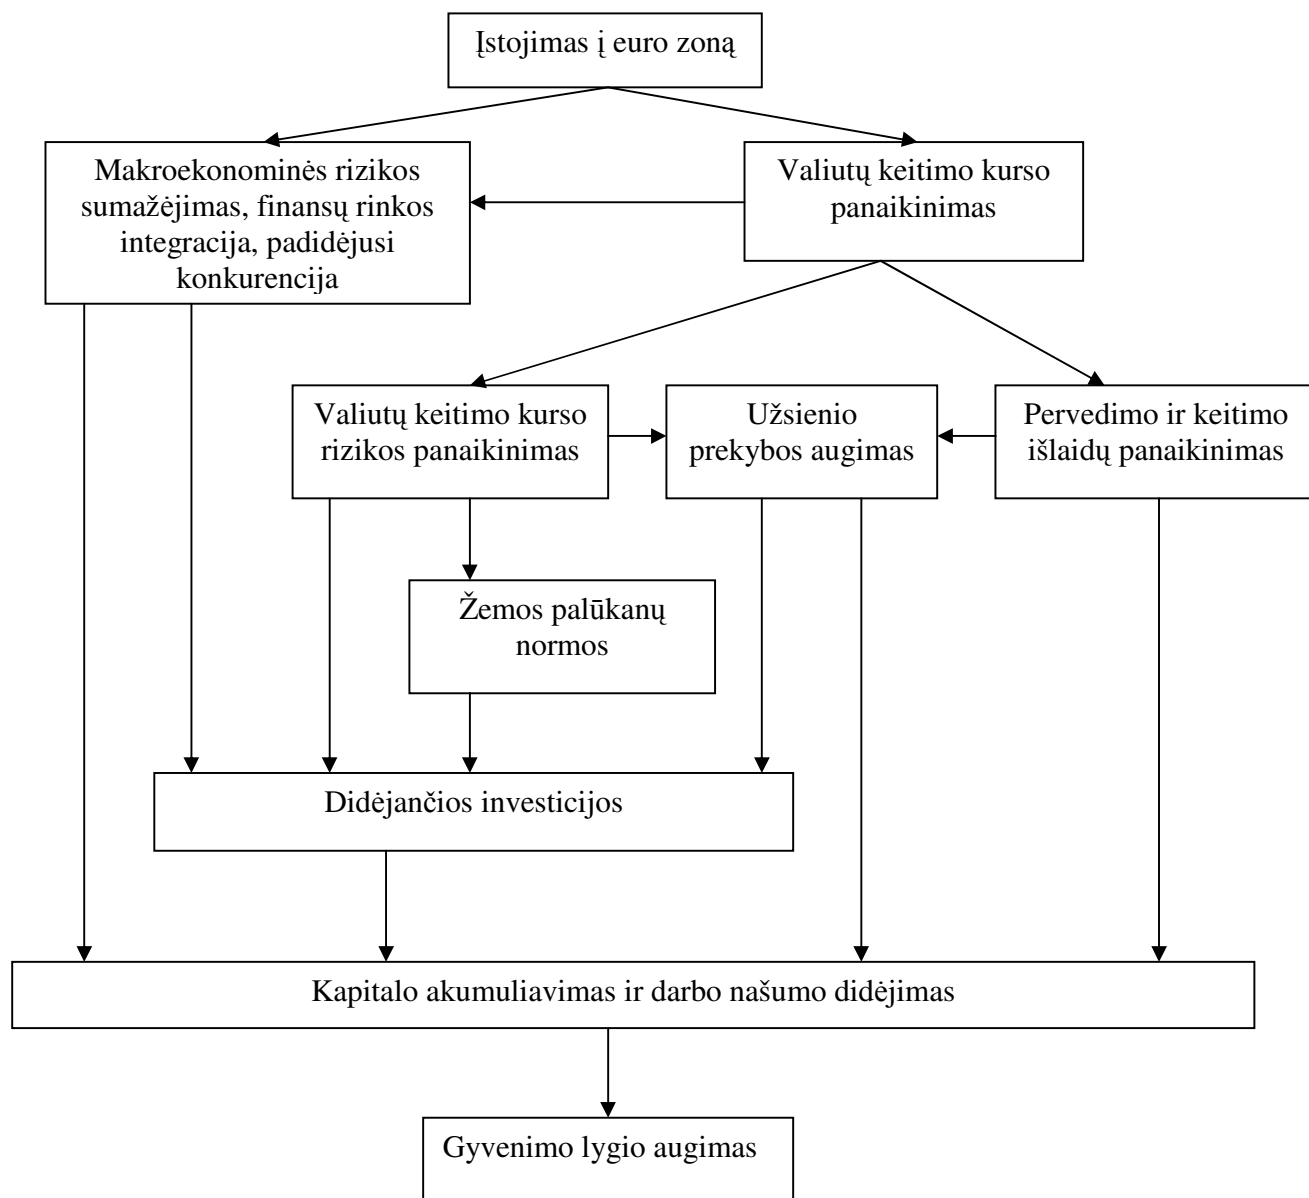 Įstojimas į euro zoną
Makroekonominės rizikos
sumažėjimas, finansų rinkos
integracija, padidėjusi
konkurencija
Valiutų keitimo kurso
panaikinimas
Valiutų keitimo kurso
rizikos panaikinimas
Užsienio
prekybos augimas
Pervedimo ir keitimo
išlaidų panaikinimas
Žemos palūkanų
normos
Didėjančios investicijos
Kapitalo akumuliavimas ir darbo našumo didėjimas
Gyvenimo lygio augimas